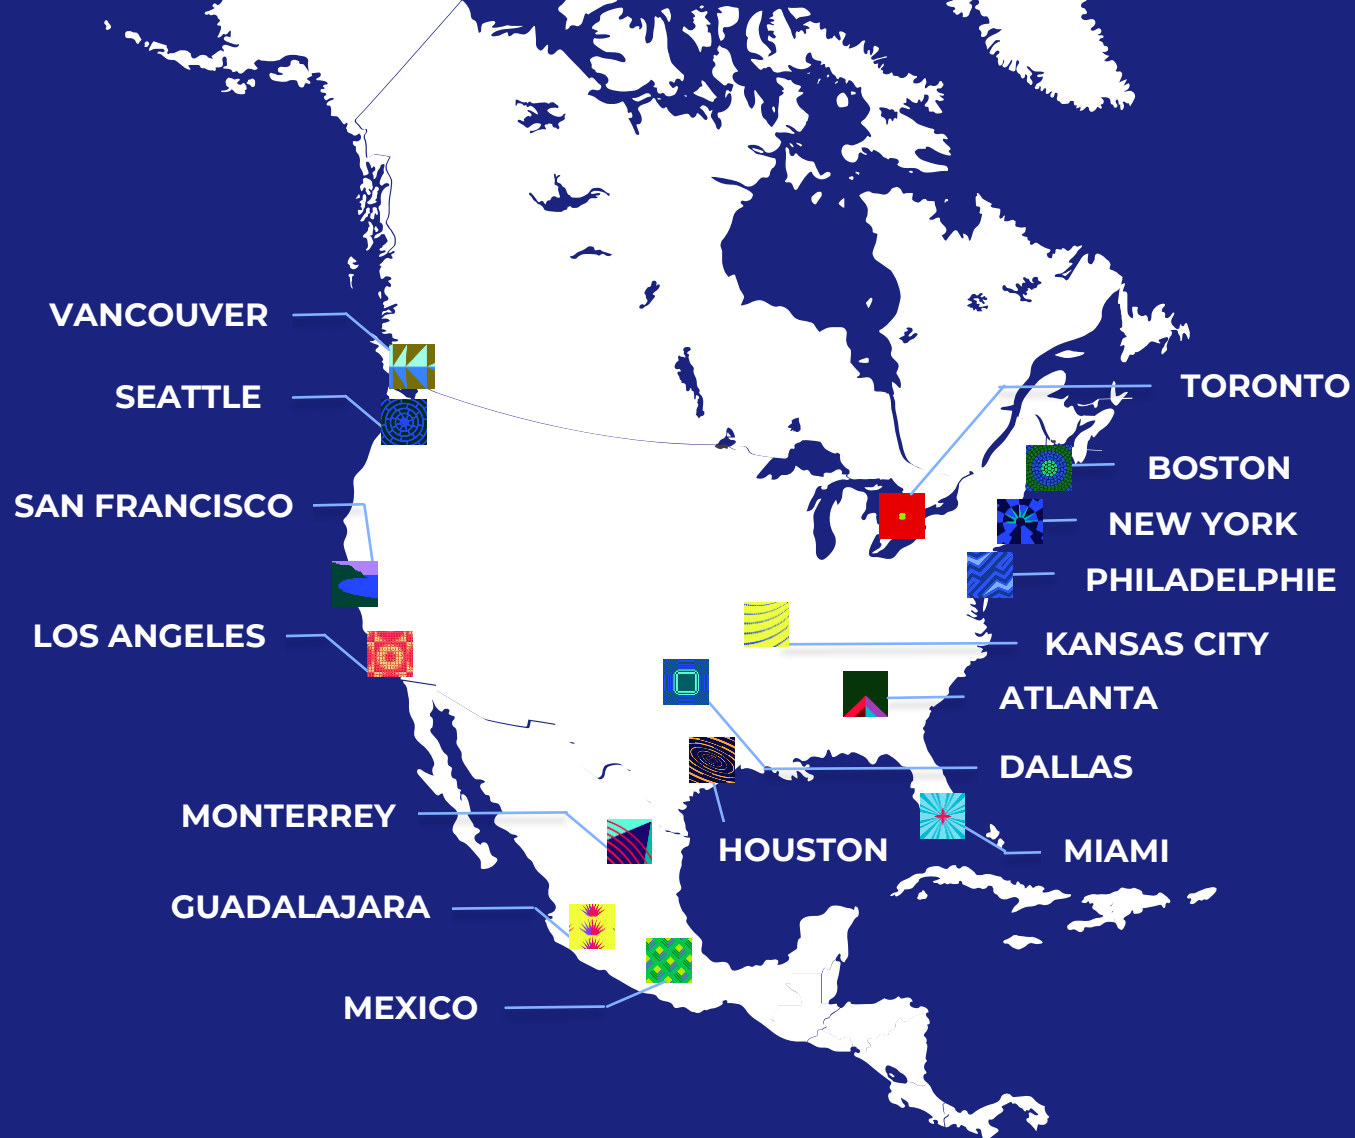 VANCOUVER
SEATTLE
SAN FRANCISCO
LOS ANGELES
MONTERREY
GUADALAJARA
MEXICO
TORONTO
BOSTON
NEW YORK
PHILADELPHIE
KANSAS CITY
ATLANTA
DALLAS
HOUSTON
MIAMI